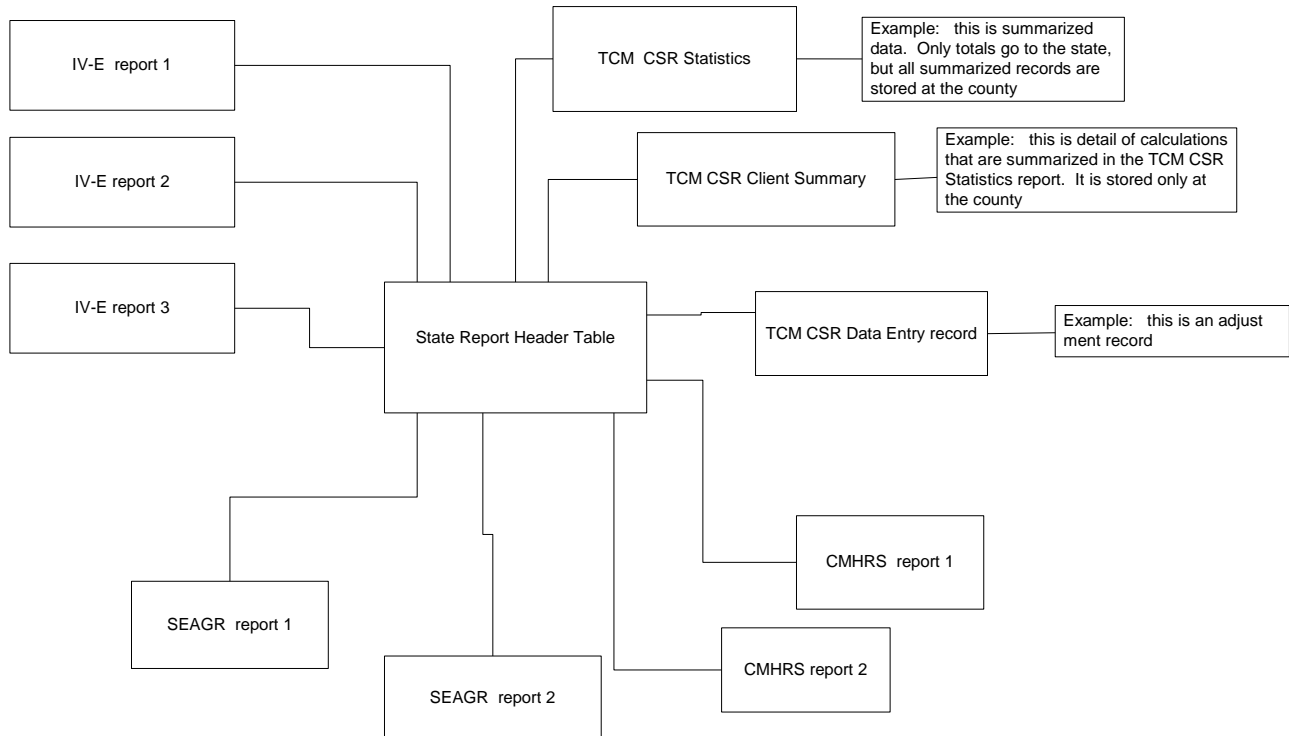 IV-E report 1
TCM CSR Statistics
Example: this is summarized
data. Only totals go to the state,
but all summarized records are
stored at the county
IV-E report 2
TCM CSR Client Summary
Example: this is detail of calculations
that are summarized in the TCM CSR
Statistics report. It is stored only at
the county
IV-E report 3
State Report Header Table
TCM CSR Data Entry record
Example: this is an adjust
ment record
CMHRS report 1
SEAGR report 1
CMHRS report 2
SEAGR report 2